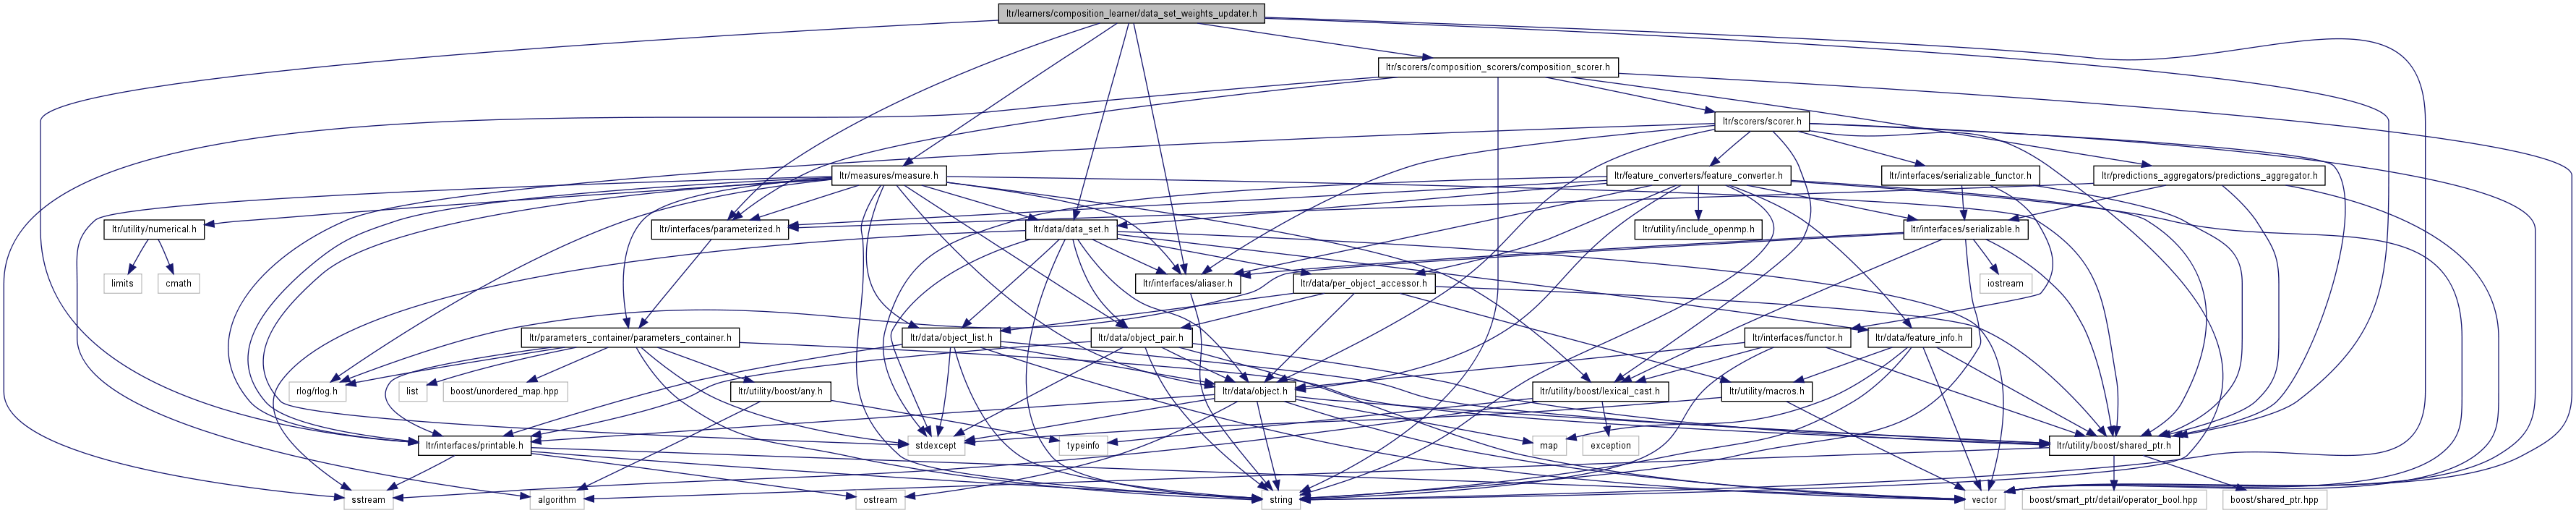 ltr/learners/composition_learner/data_set_weights_updater.h
ltr/scorers/composition_scorers/composition_scorer.h
ltr/scorers/scorer.h
ltr/measures/measure.h
ltr/feature_converters/feature_converter.h
ltr/interfaces/serializable_functor.h
ltr/predictions_aggregators/predictions_aggregator.h
ltr/utility/numerical.h
ltr/interfaces/parameterized.h
ltr/data/data_set.h
ltr/utility/include_openmp.h
ltr/interfaces/serializable.h
limits
cmath
ltr/interfaces/aliaser.h
ltr/data/per_object_accessor.h
iostream
ltr/parameters_container/parameters_container.h
ltr/data/object_list.h
ltr/data/object_pair.h
ltr/interfaces/functor.h
ltr/data/feature_info.h
rlog/rlog.h
list
boost/unordered_map.hpp
ltr/utility/boost/any.h
ltr/data/object.h
ltr/utility/boost/lexical_cast.h
ltr/utility/macros.h
ltr/interfaces/printable.h
stdexcept
typeinfo
map
exception
ltr/utility/boost/shared_ptr.h
sstream
algorithm
ostream
string
vector
boost/smart_ptr/detail/operator_bool.hpp
boost/shared_ptr.hpp